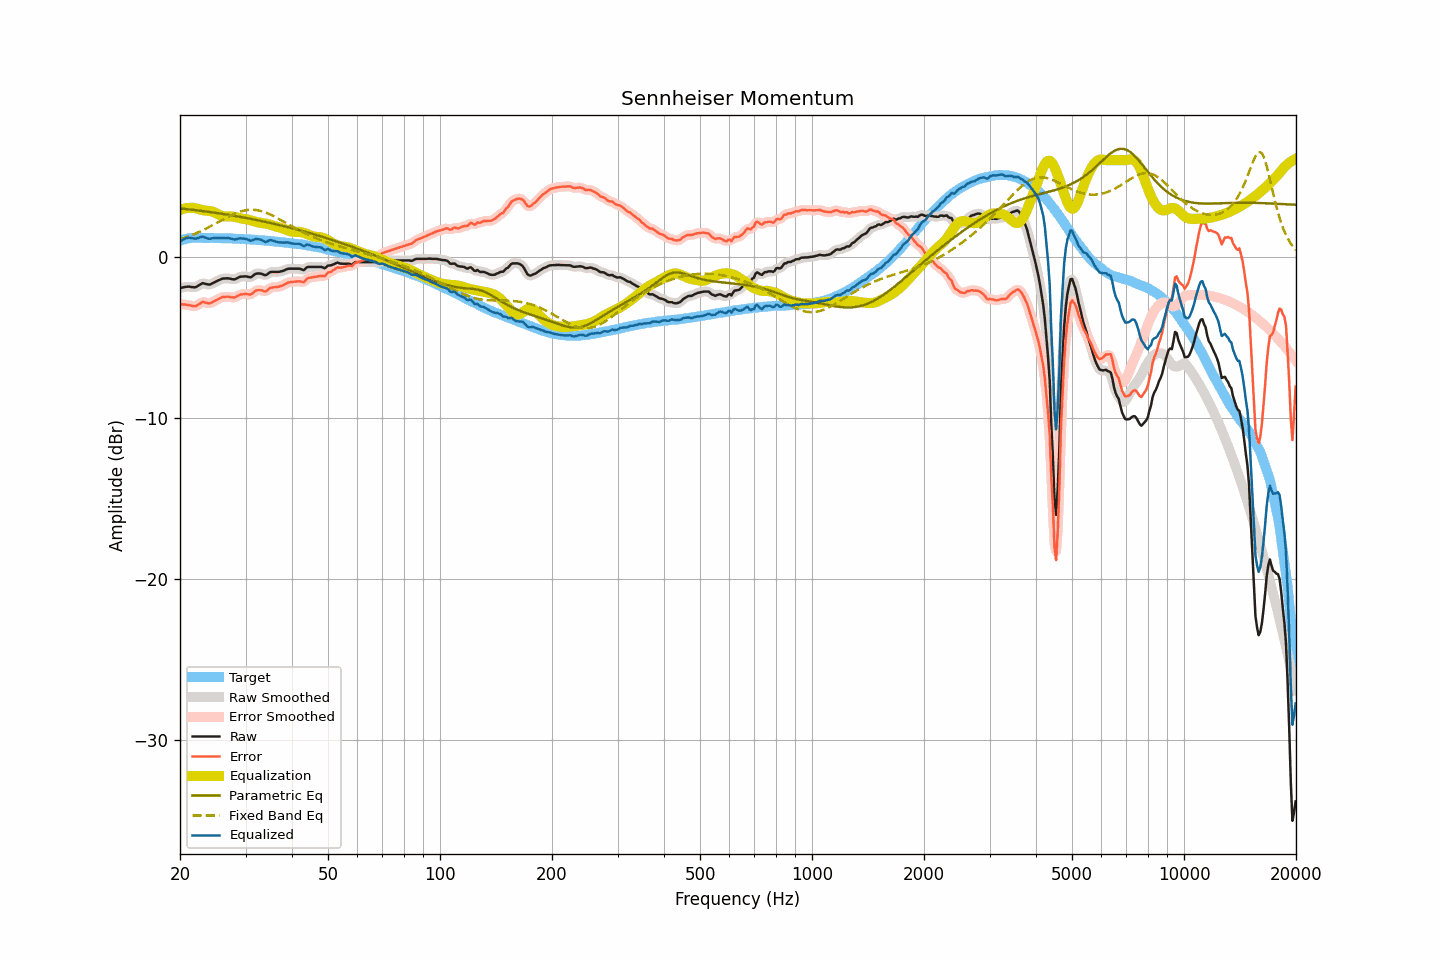 Sennheiser Momentum
Amplitude (dBr)
0
−10
−20
−30
Target
Raw Smoothed
Error Smoothed
Raw
Error
Equalization
Parametric Eq
Fixed Band Eq
Equalized
20 50 100 200 500 1000 2000 5000 10000 20000
Frequency (Hz)